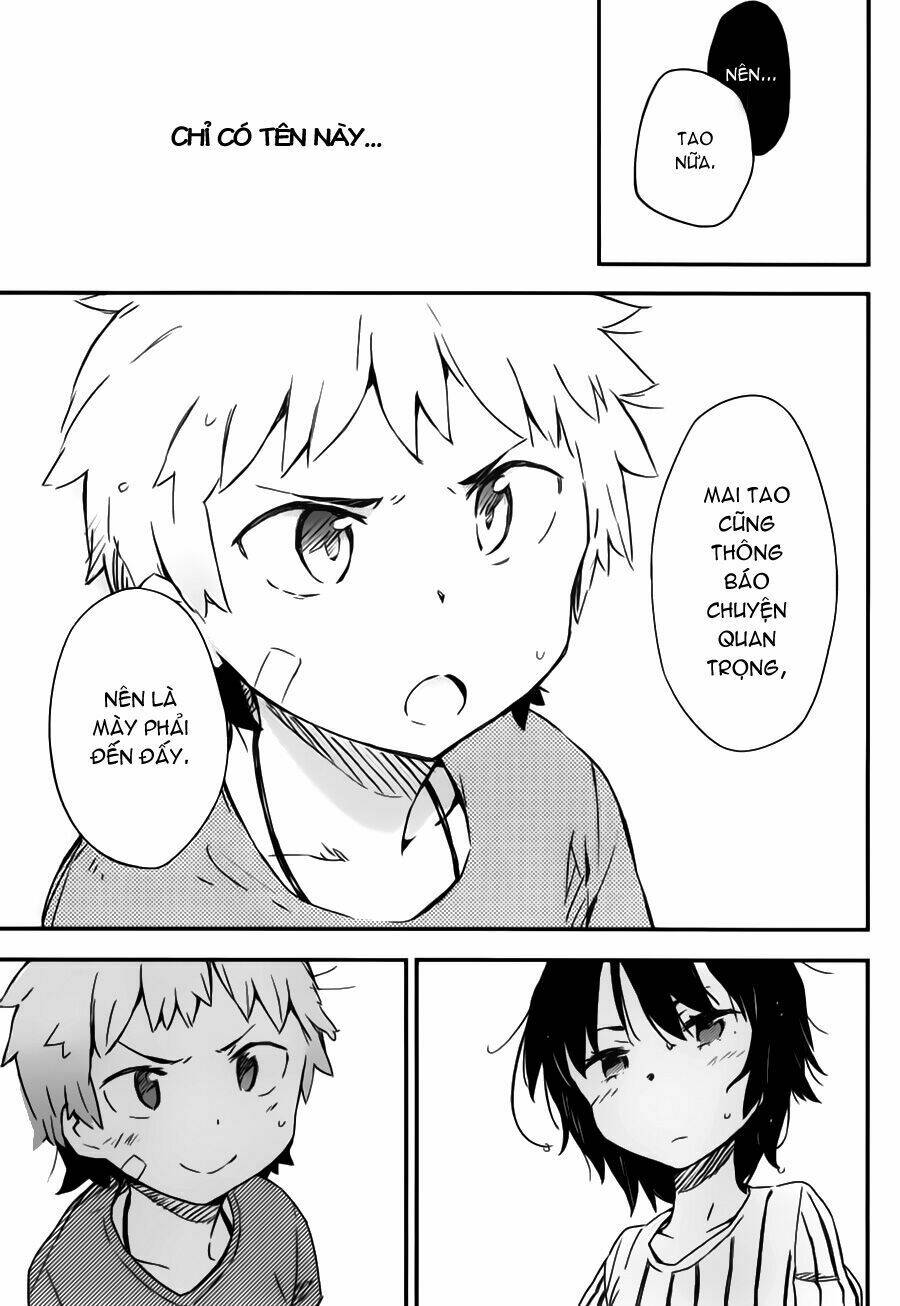 NÊN...
TAO
NỮA.
CHỈ CÓ TÊN NÀY...
MAI TAO
CŨNG
THÔNG
BÁO
CHUYỆN
QUAN
TRỌNG,
NÊN LÀ
MÀY PHẢI
ĐẾN ĐẤY.